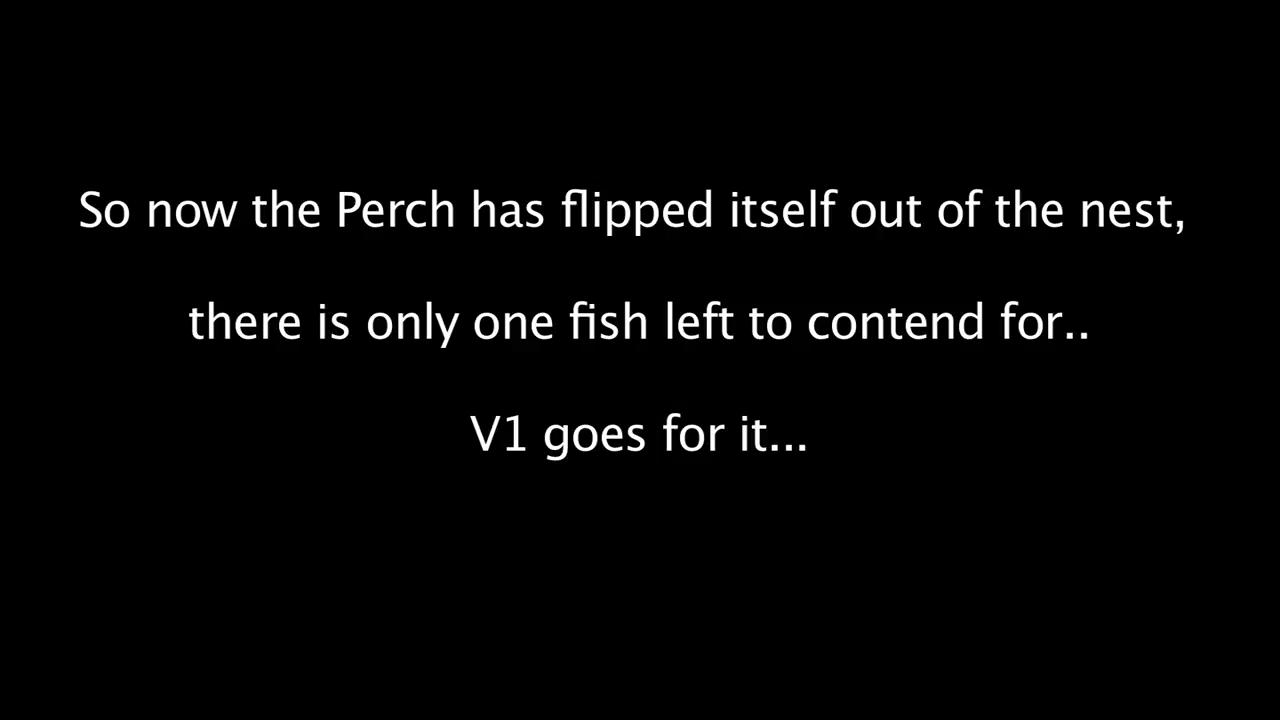 So now the Perch has flipped itself out of the nest,
there is only one fish left to contend for..
V1 goes for it...